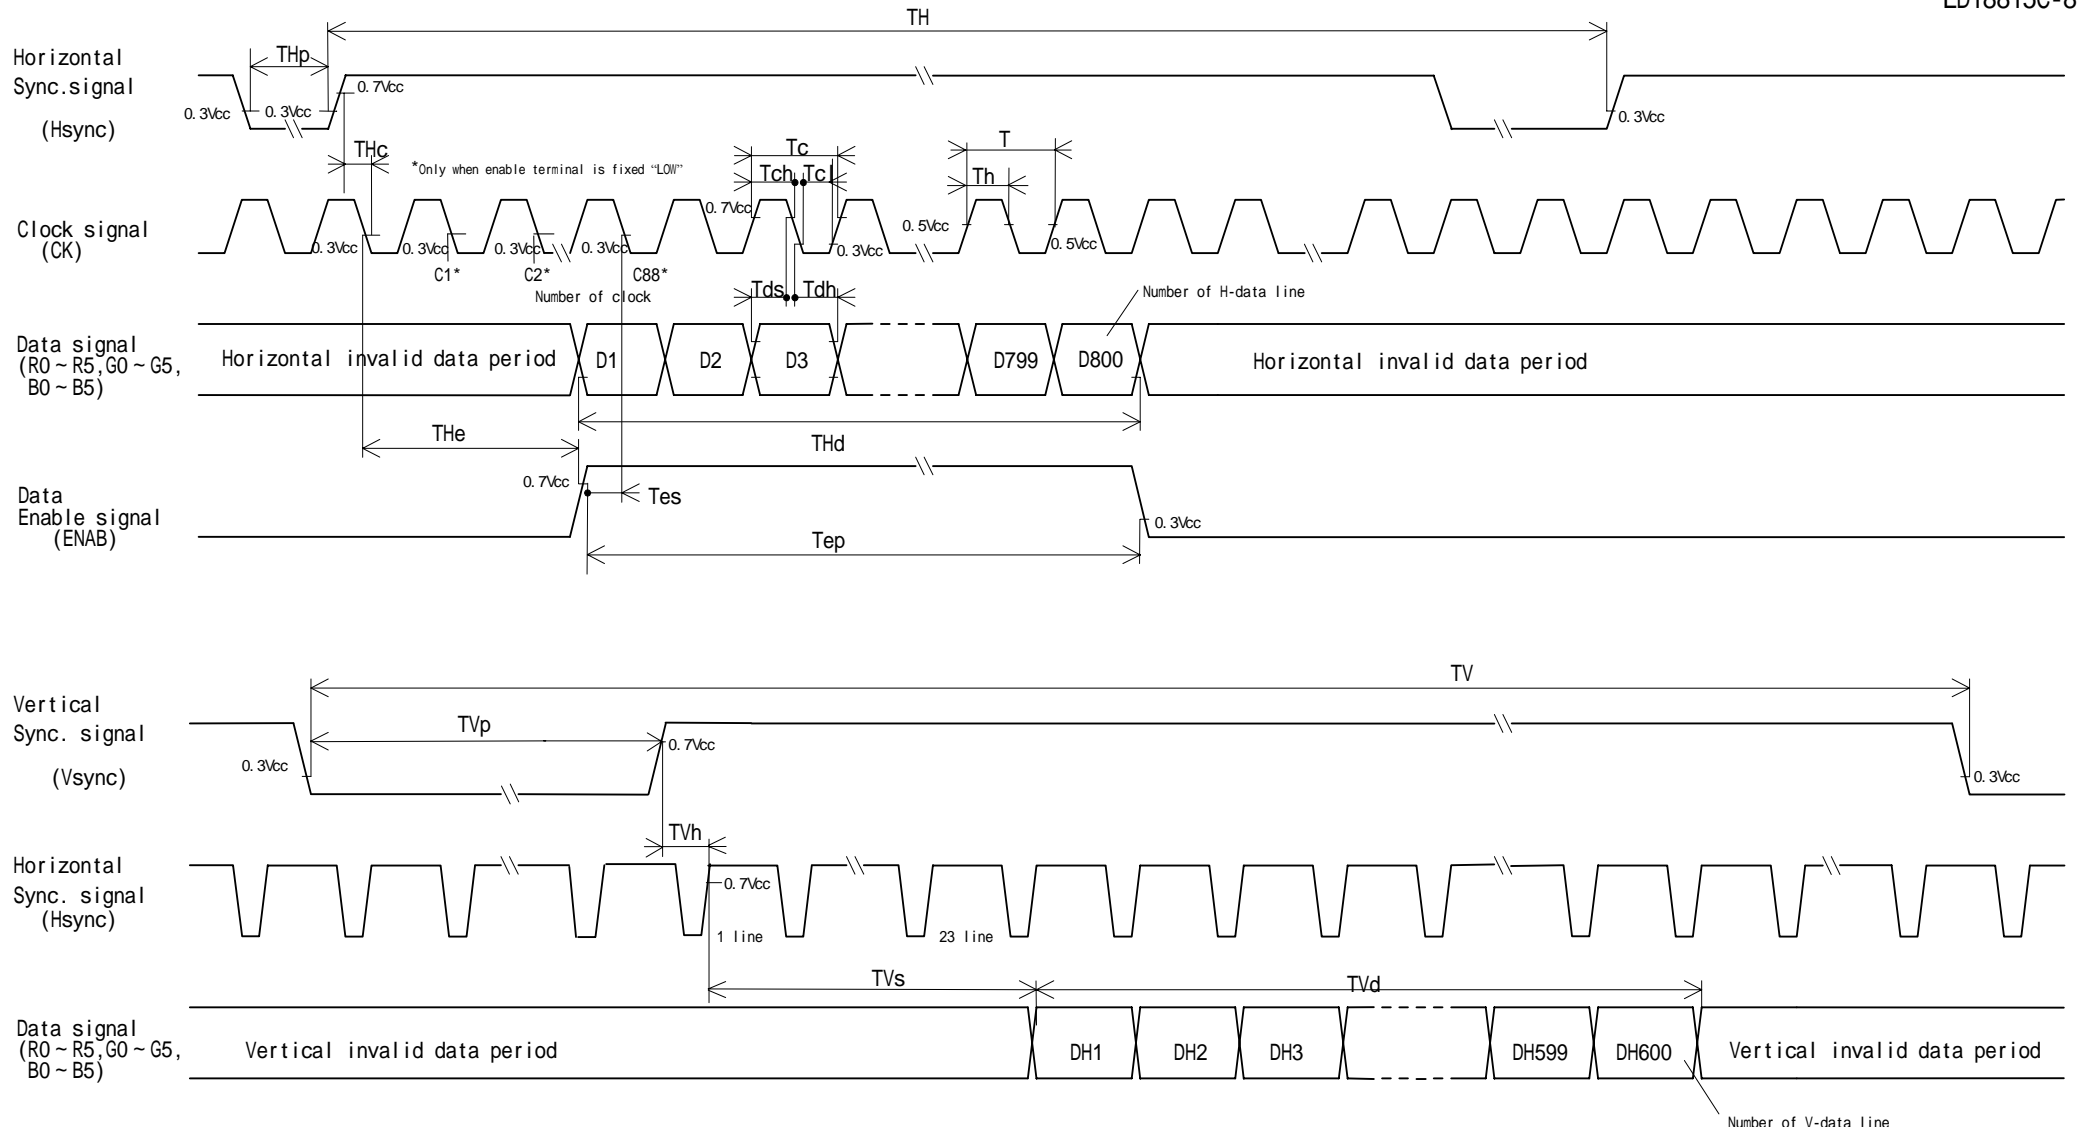 TH
Horizontal
Sync.signal
(Hsync)
THp
0.7Vcc
0.3Vcc
0.3Vcc
0.3Vcc
THc
*Only when enable terminal is fixed “LOW”
Tc
Tch
Tcl
T
Th
Clock signal
(CK)
0.7Vcc
0.5Vcc
0.3Vcc
0.3Vcc
0.3Vcc
0.3Vcc
0.3Vcc
0.5Vcc
C1*
C2*
C88*
Number of clock
Tds
Tdh
Number of H-data line
Data signal
(R0~R5,G0~G5,
B0~B5)
Horizontal invalid data period
D1
D2
D3
D799
D800
Horizontal invalid data period
THe
THd
0.7Vcc
Tes
Data
Enable signal
(ENAB)
0.3Vcc
Tep
TV
Vertical
Sync. signal
(Vsync)
TVp
0.7Vcc
0.3Vcc
0.3Vcc
TVh
Horizontal
Sync. signal
(Hsync)
0.7Vcc
1 line
23 line
TVs
TVd
Data signal
(R0~R5,G0~G5,
B0~B5)
Vertical invalid data period
DH1
DH2
DH3
DH599
DH600
Vertical invalid data period
Number of V-data line